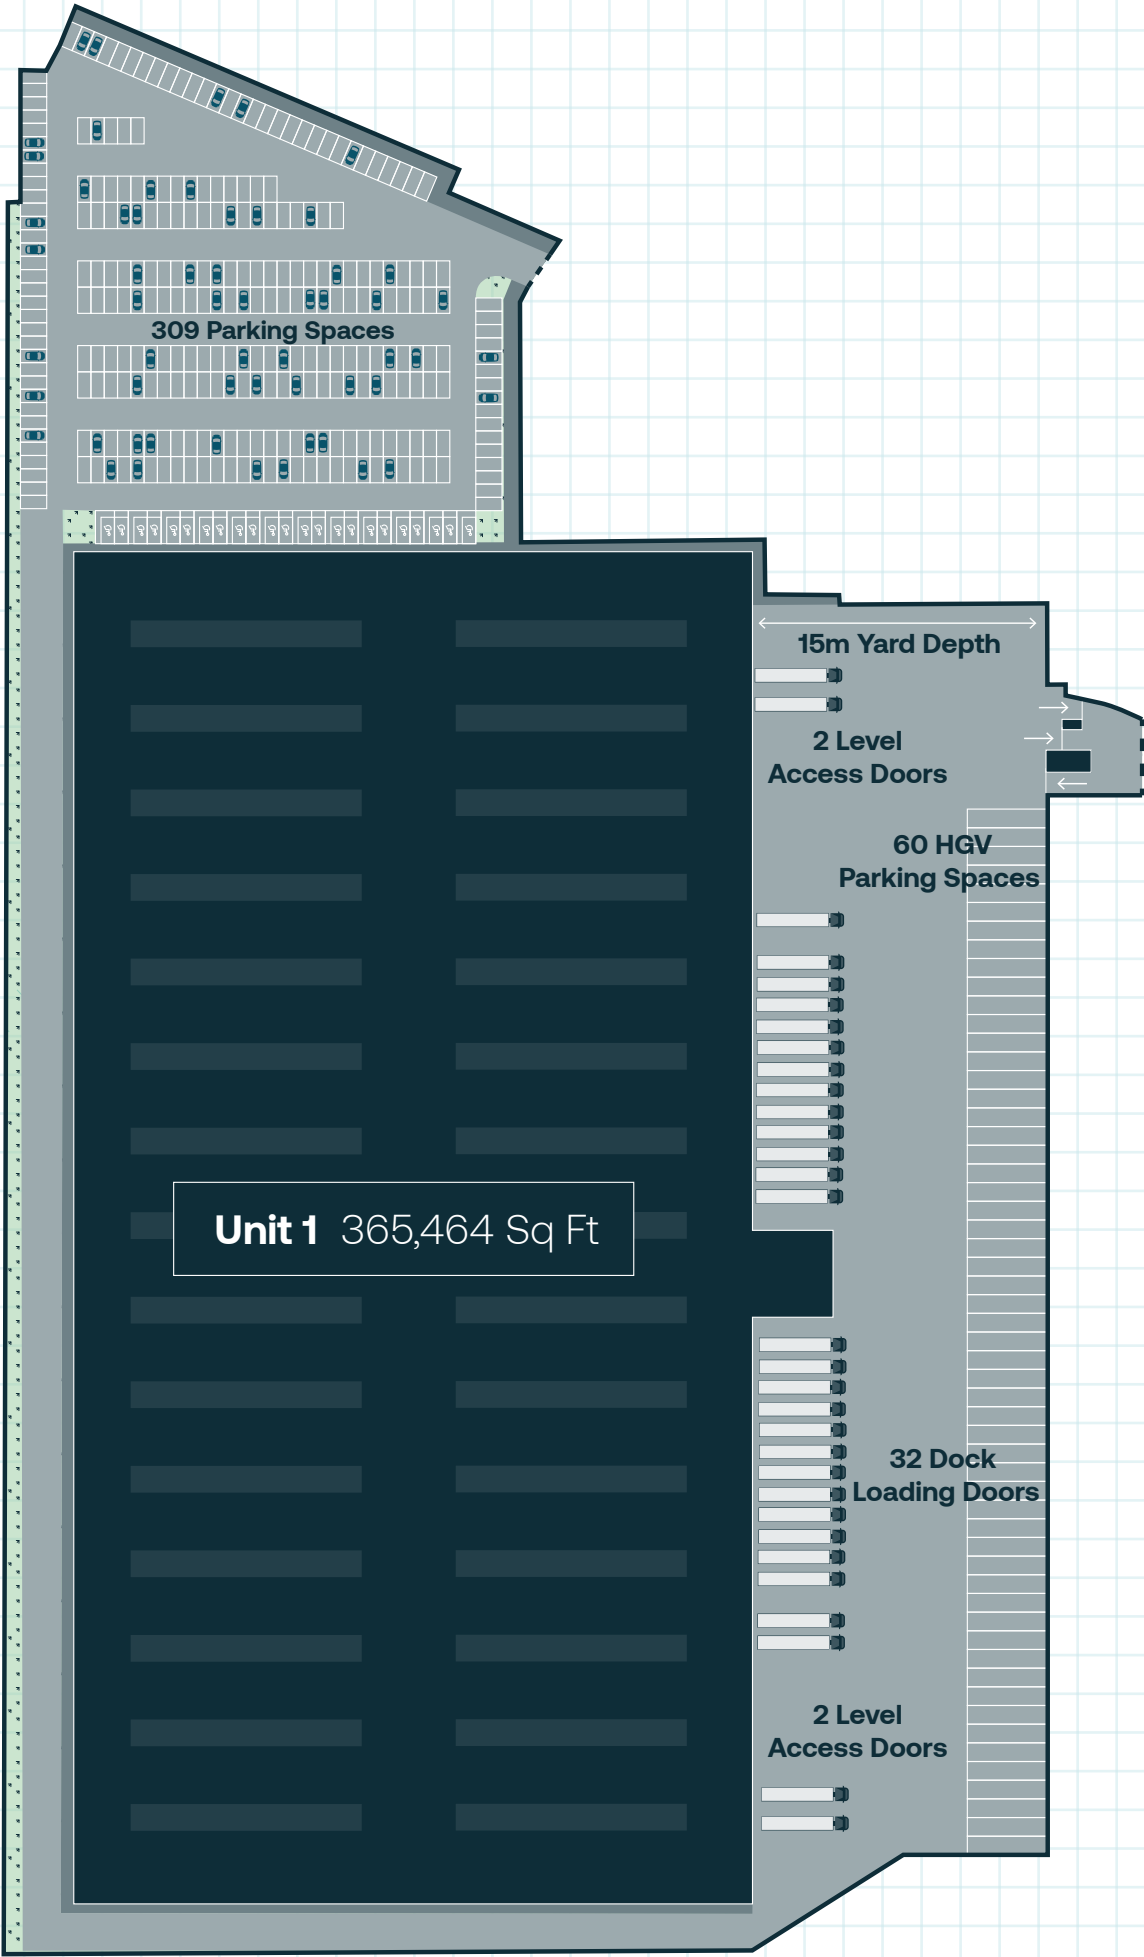 309 Parking Spaces
15m Yard Depth
2 Level
Access Doors
60 HGV
Parking Spaces
Unit 1 365,464 Sq Ft
32 Dock
Loading Doors
2 Level
Access Doors